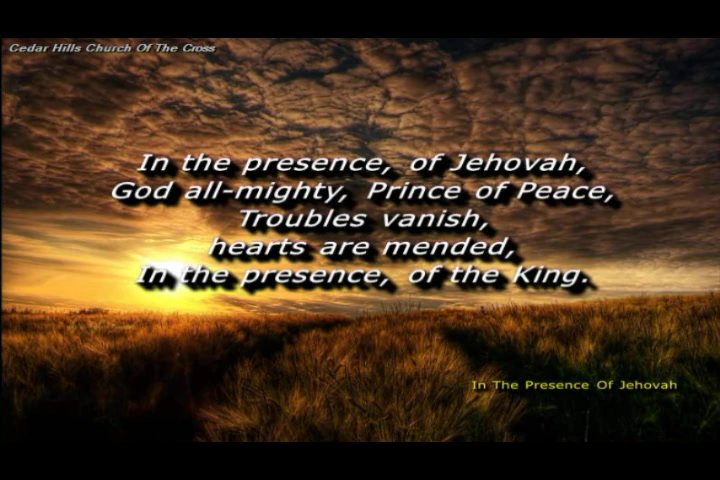 Cedar Hills Church Of The Cross
In the presence, of Jehovah,
God all-mighty, Prince of Peace,
Troubles vanish,
hearts are mended,
In the presence, of the King.
In The Presence Of Jehovah